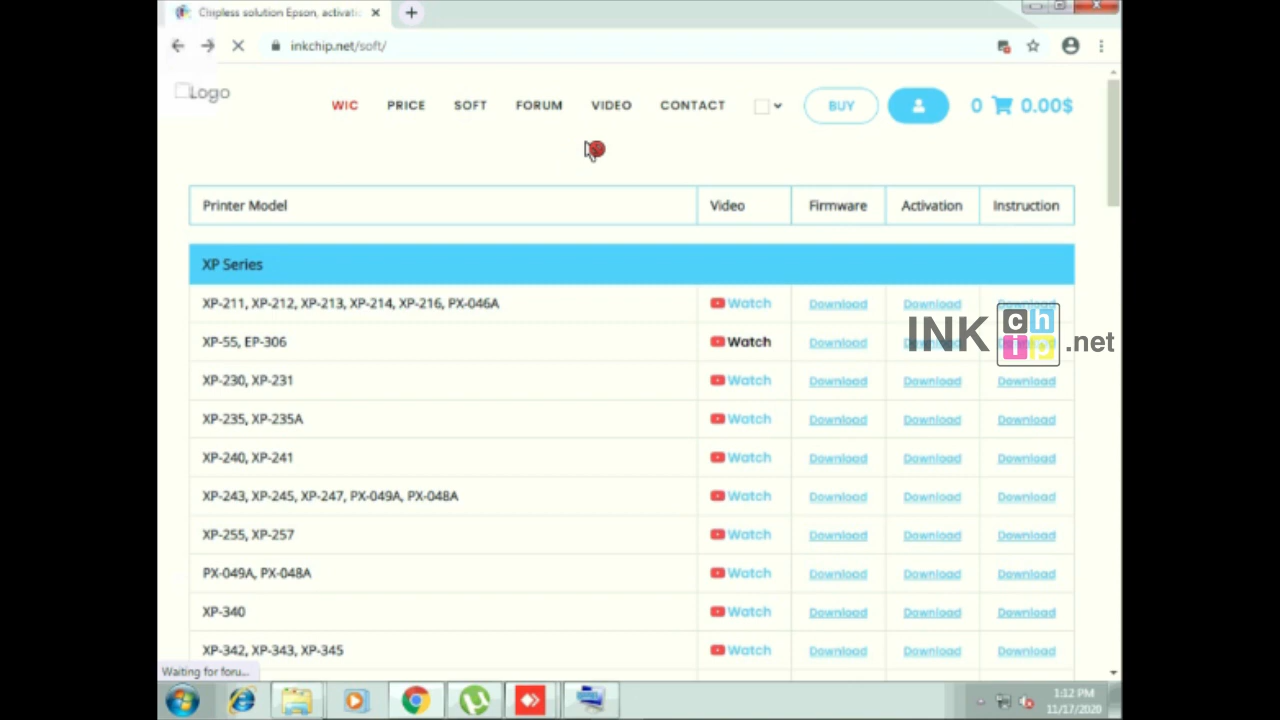 Chipless solution Epson, activati
inkchip.net/soft/
Logo
WIC PRICE SOFT FORUM VIDEO CONTACT BUY 0 0.00$
Printer Model Video Firmware Activation Instruction
XP Series
XP-211, XP-212, XP-213, XP-214, XP-216, PX-046A Watch Download Download Download
INK chip .net
XP-55, EP-306 Watch Download Download
XP-230, XP-231 Watch Download Download Download
XP-235, XP-235A Watch Download Download Download
XP-240, XP-241 Watch Download Download Download
XP-243, XP-245, XP-247, PX-049A, PX-048A Watch Download Download Download
XP-255, XP-257 Watch Download Download Download
PX-049A, PX-048A Watch Download Download Download
XP-340 Watch Download Download Download
XP-342, XP-343, XP-345 Watch Download Download Download
Waiting for foru...
1:12 PM
11/17/2020